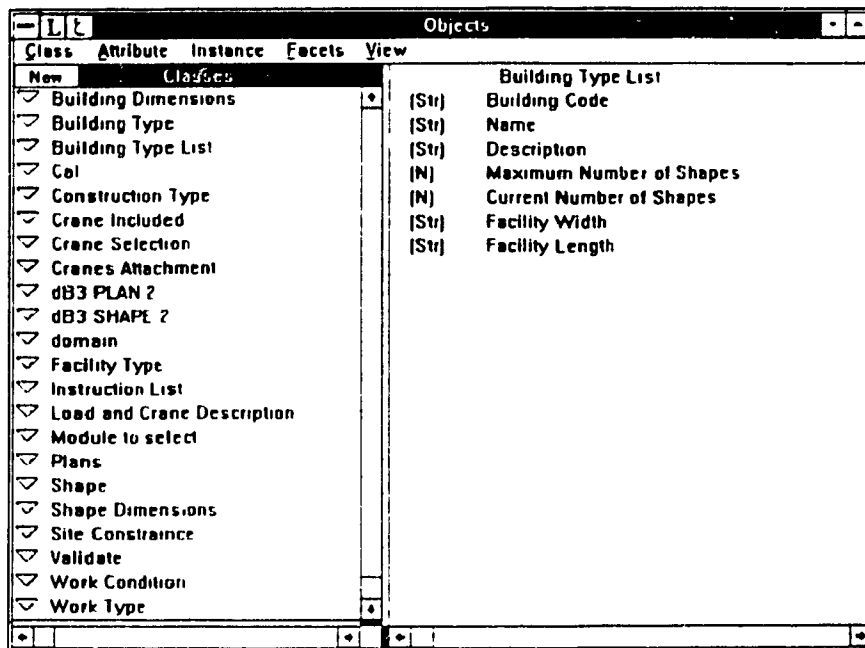 Objects
Class Attribute Instance Facets View
New Classes
Building Dimensions
Building Type
Building Type List
Cal
Construction Type
Crane Included
Crane Selection
Cranes Attachment
dB3 PLAN 2
dB3 SHAPE 2
domain
Facility Type
Instruction List
Load and Crane Description
Module to select
Plans
Shape
Shape Dimensions
Site Constraince
Validate
Work Condition
Work Type
Building Type List
(Str) Building Code
(Str) Name
(Str) Description
(N) Maximum Number of Shapes
(N) Current Number of Shapes
(Str) Facility Width
(Str) Facility Length